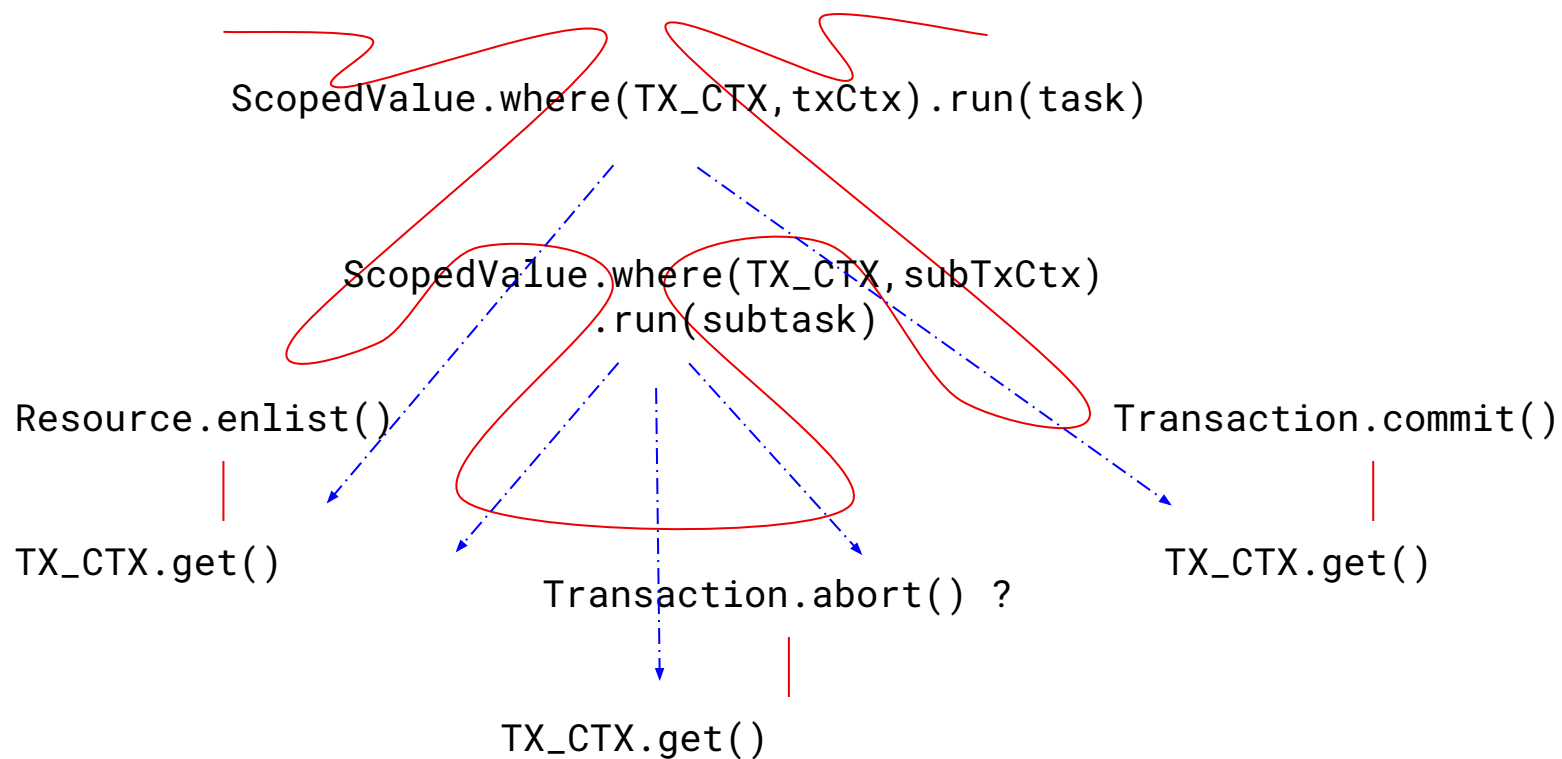 ScopedValue.where(TX_CTX,txCtx).run(task)
ScopedValue.where(TX_CTX,subTxCtx)
.run(subtask)
Resource.enlist()
Transaction.commit()
TX_CTX.get()
TX_CTX.get()
Transaction.abort() ?
TX_CTX.get()